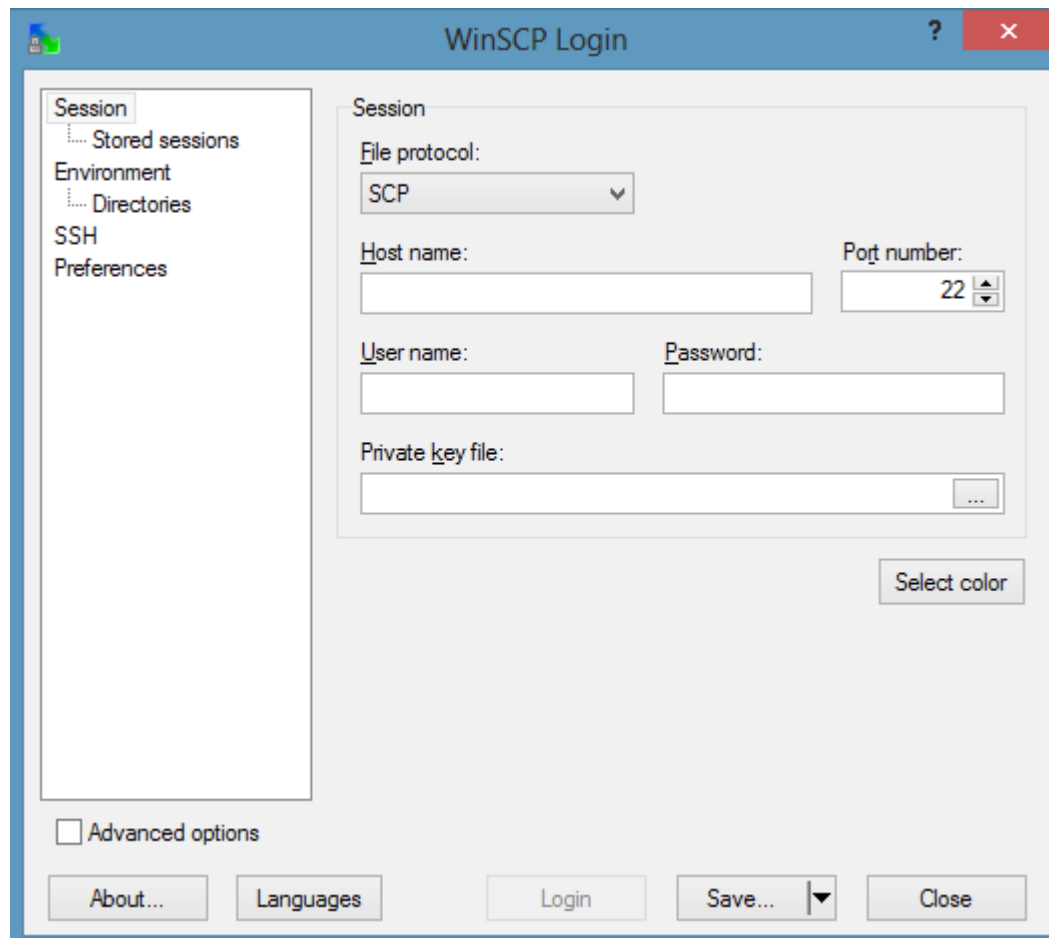 WinSCP Login
?
Session
Stored sessions
Environment
Directories
SSH
Preferences
Session
File protocol:
SCP
Host name:
Port number:
22
User name:
Password:
Private key file:
...
Select color
Advanced options
About...
Languages
Login
Save...
Close